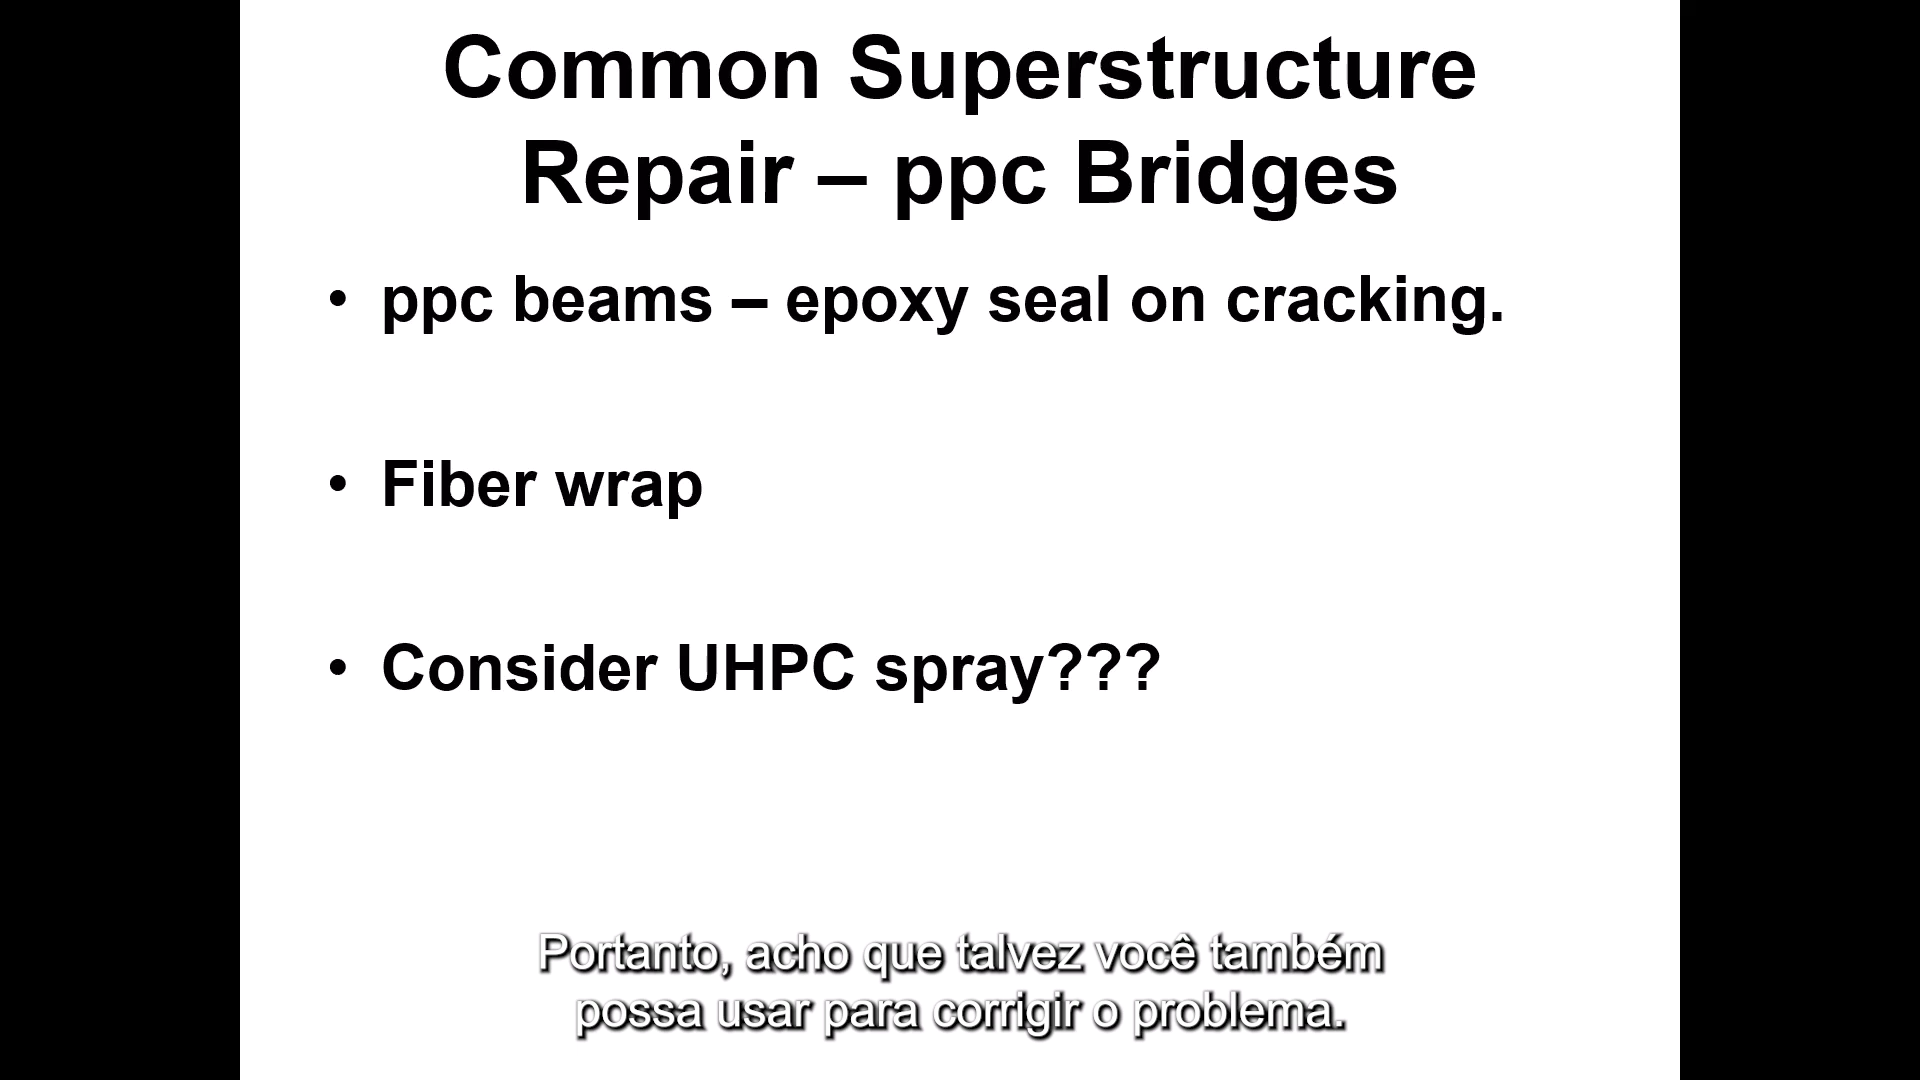 Common Superstructure
Repair – ppc Bridges
• ppc beams – epoxy seal on cracking.
• Fiber wrap
• Consider UHPC spray???
Portanto, acho que talvez você também
possa usar para corrigir o problema.